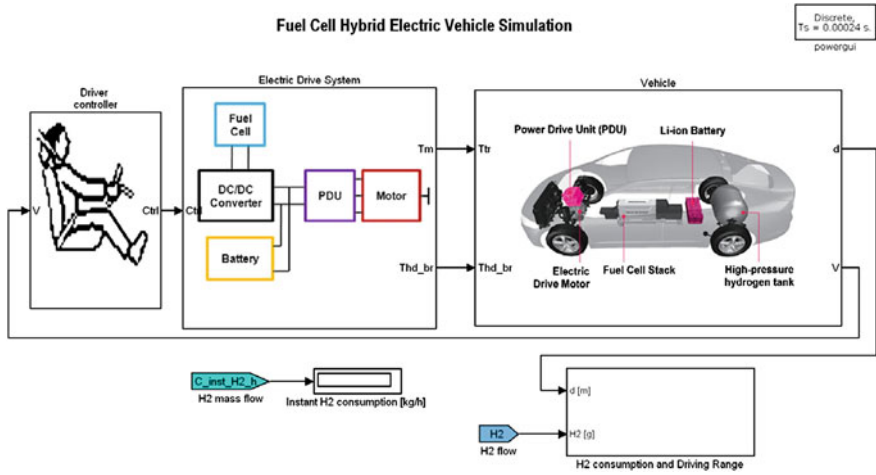 Fuel Cell Hybrid Electric Vehicle Simulation
Discrete,
Ts = 0.00024 s.
powergui
Driver
controller
V
Ctrl
Electric Drive System
Ctrl
Fuel
Cell
DC/DC
Converter
Battery
PDU
Motor
Tm
Thd_br
Vehicle
Ttr
Thd_br
d
V
Power Drive Unit (PDU)
Li-ion Battery
Electric
Drive Motor
Fuel Cell Stack
High-pressure
hydrogen tank
C_inst_H2_h
H2 mass flow
Instant H2 consumption [kg/h]
H2
H2 flow
d [m]
H2 [g]
H2 consumption and Driving Range